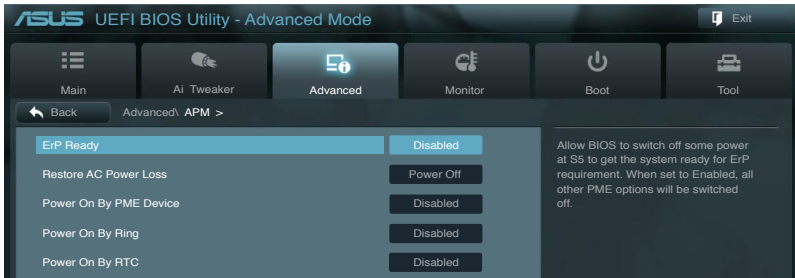 ASUS UEFI BIOS Utility - Advanced Mode
Exit
Main
Ai Tweaker
Advanced
Monitor
Boot
Tool
Back
Advanced\ APM >
ErP Ready Disabled
Restore AC Power Loss Power Off
Power On By PME Device Disabled
Power On By Ring Disabled
Power On By RTC Disabled
Allow BIOS to switch off some power
at S5 to get the system ready for ErP
requirement. When set to Enabled, all
other PME options will be switched
off.